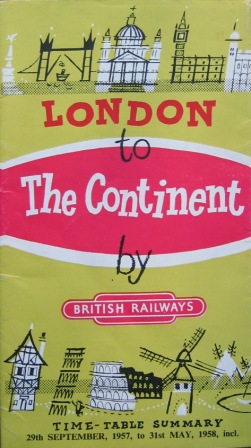 LONDON
to
The Continent
by
BRITISH RAILWAYS
TIME-TABLE SUMMARY
29th SEPTEMBER, 1957, to 31st MAY, 1958, incl.